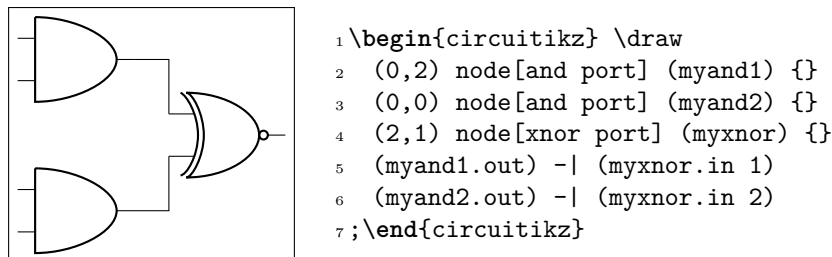 1 \begin{circuitikz} \draw
2 (0,2) node[and port] (myand1) {}
3 (0,0) node[and port] (myand2) {}
4 (2,1) node[xnor port] (myxnor) {}
5 (myand1.out) -| (myxnor.in 1)
6 (myand2.out) -| (myxnor.in 2)
7 ;\end{circuitikz}